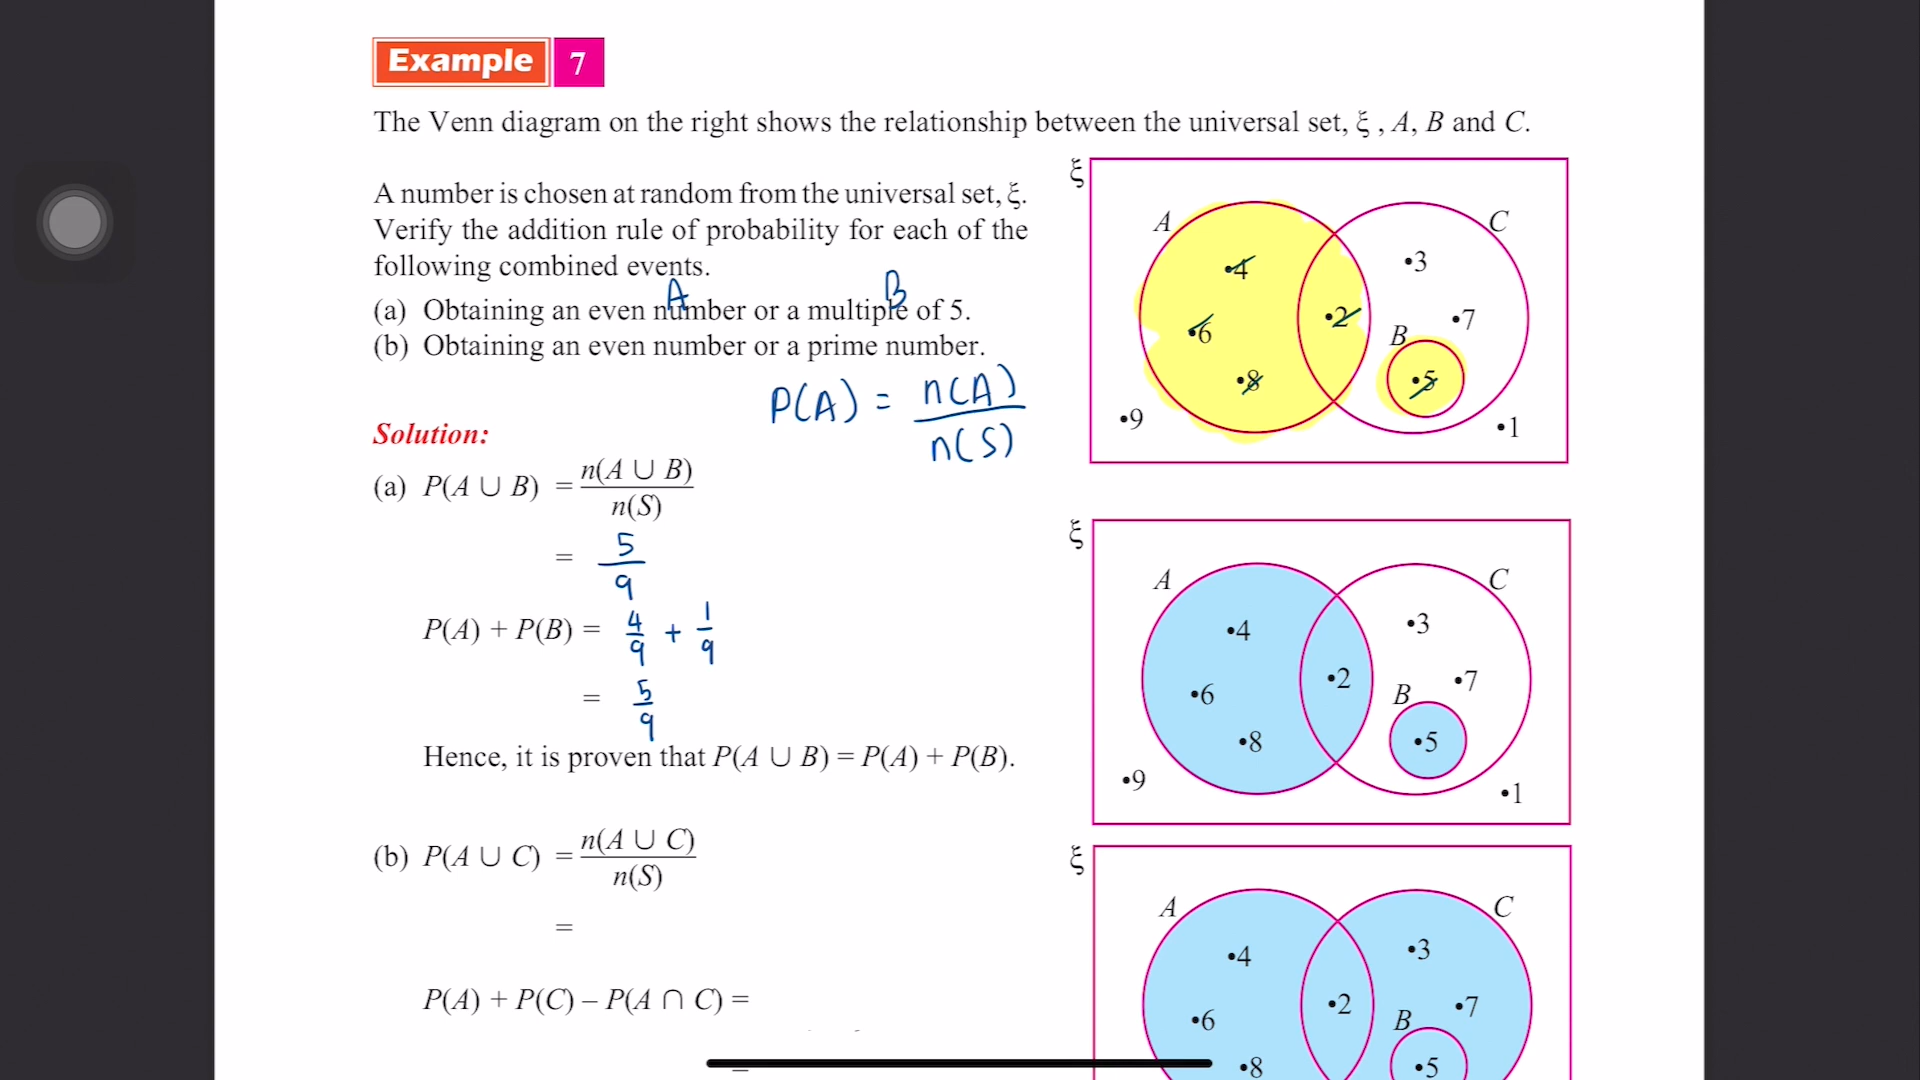 Example 7
The Venn diagram on the right shows the relationship between the universal set, ξ , A, B and C.
A number is chosen at random from the universal set, ξ.
Verify the addition rule of probability for each of the
following combined events.
A B
(a) Obtaining an even number or a multiple of 5.
(b) Obtaining an even number or a prime number.
P(A) = n(A)
n(S)
ξ
A C
•4 •3
•2 •7
•6 B
•8 •5
•9 •1
Solution:
(a) P(A ∪ B) = n(A ∪ B)
n(S)
= 5
9
P(A) + P(B) = 4/9 + 1/9
= 5/9
Hence, it is proven that P(A ∪ B) = P(A) + P(B).
ξ
A C
•4 •3
•2 •7
•6 B
•8 •5
•9 •1
(b) P(A ∪ C) = n(A ∪ C)
n(S)
=
P(A) + P(C) – P(A ∩ C) =
=
ξ
A C
•4 •3
•2 •7
•6 B
•8 •5